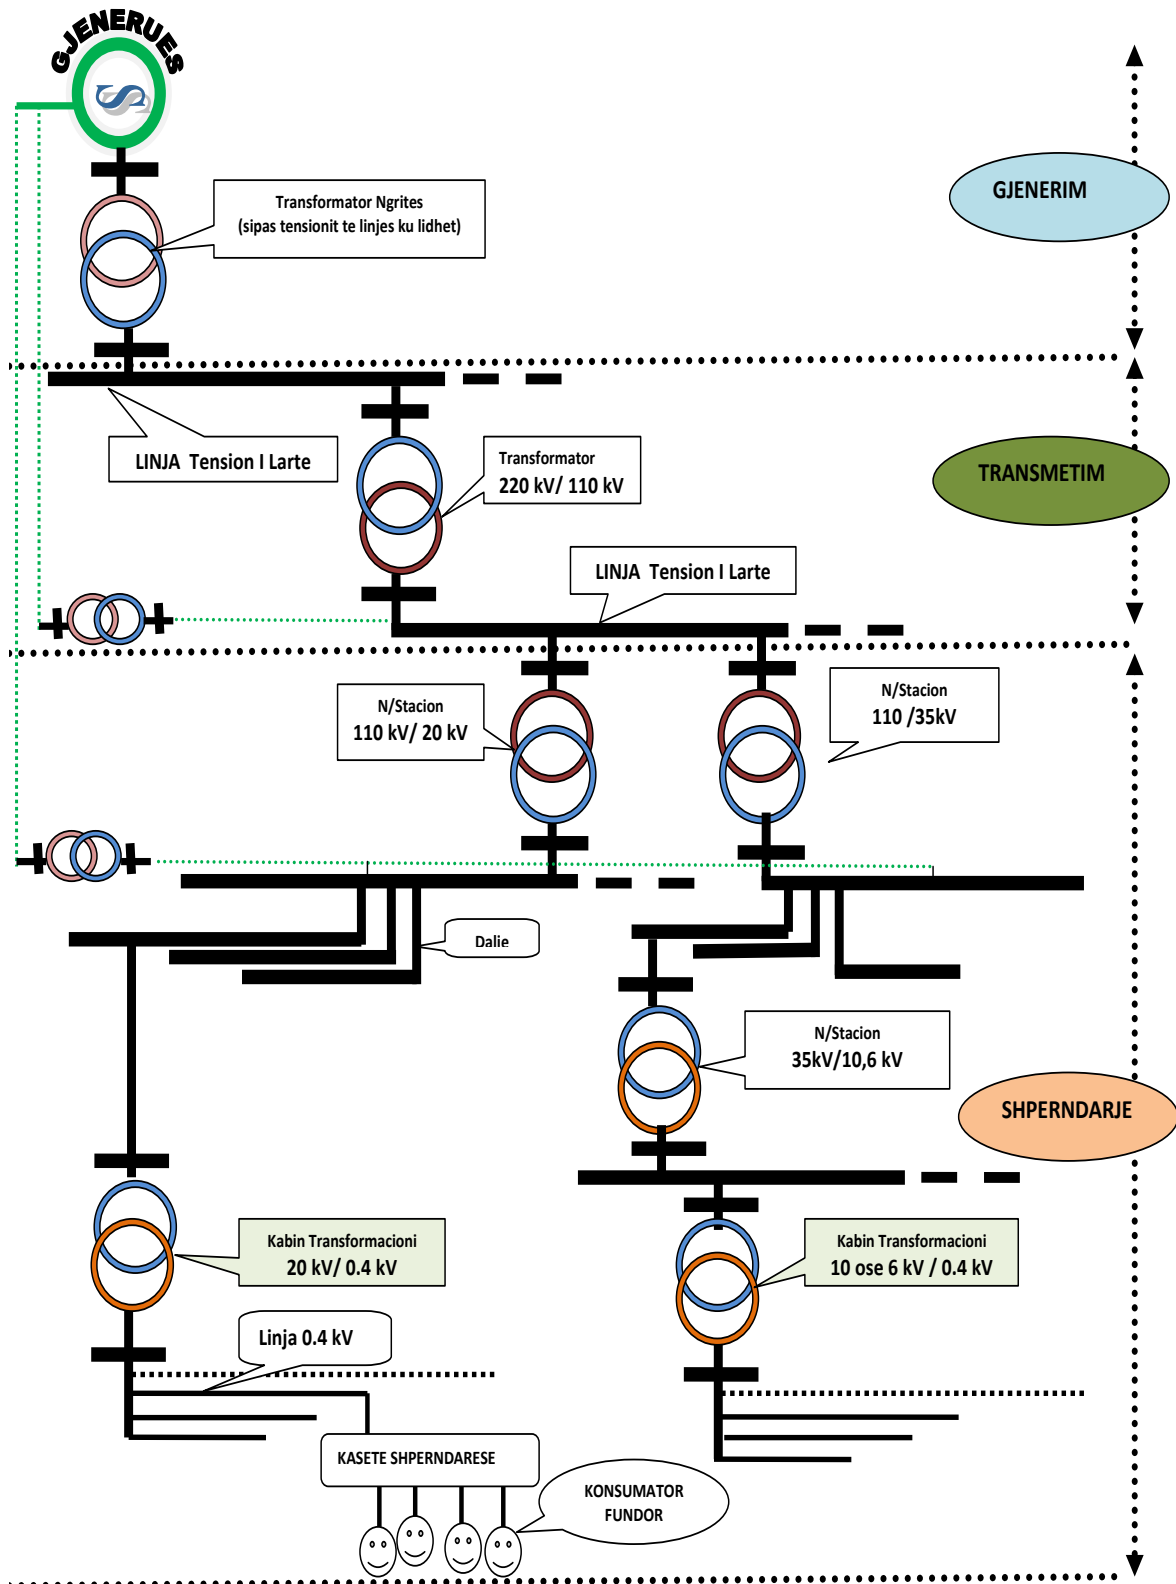 GJENERUES
Transformator Ngrites
(sipas tensionit te linjes ku lidhet)
GJENERIM
LINJA Tension I Larte
Transformator
220 kV/ 110 kV
TRANSMETIM
LINJA Tension I Larte
N/Stacion
110 kV/ 20 kV
N/Stacion
110 /35kV
Dalje
N/Stacion
35kV/10,6 kV
SHPERNDARJE
Kabin Transformacioni
20 kV/ 0.4 kV
Kabin Transformacioni
10 ose 6 kV / 0.4 kV
Linja 0.4 kV
KASETE SHPERNDARESE
KONSUMATOR
FUNDOR